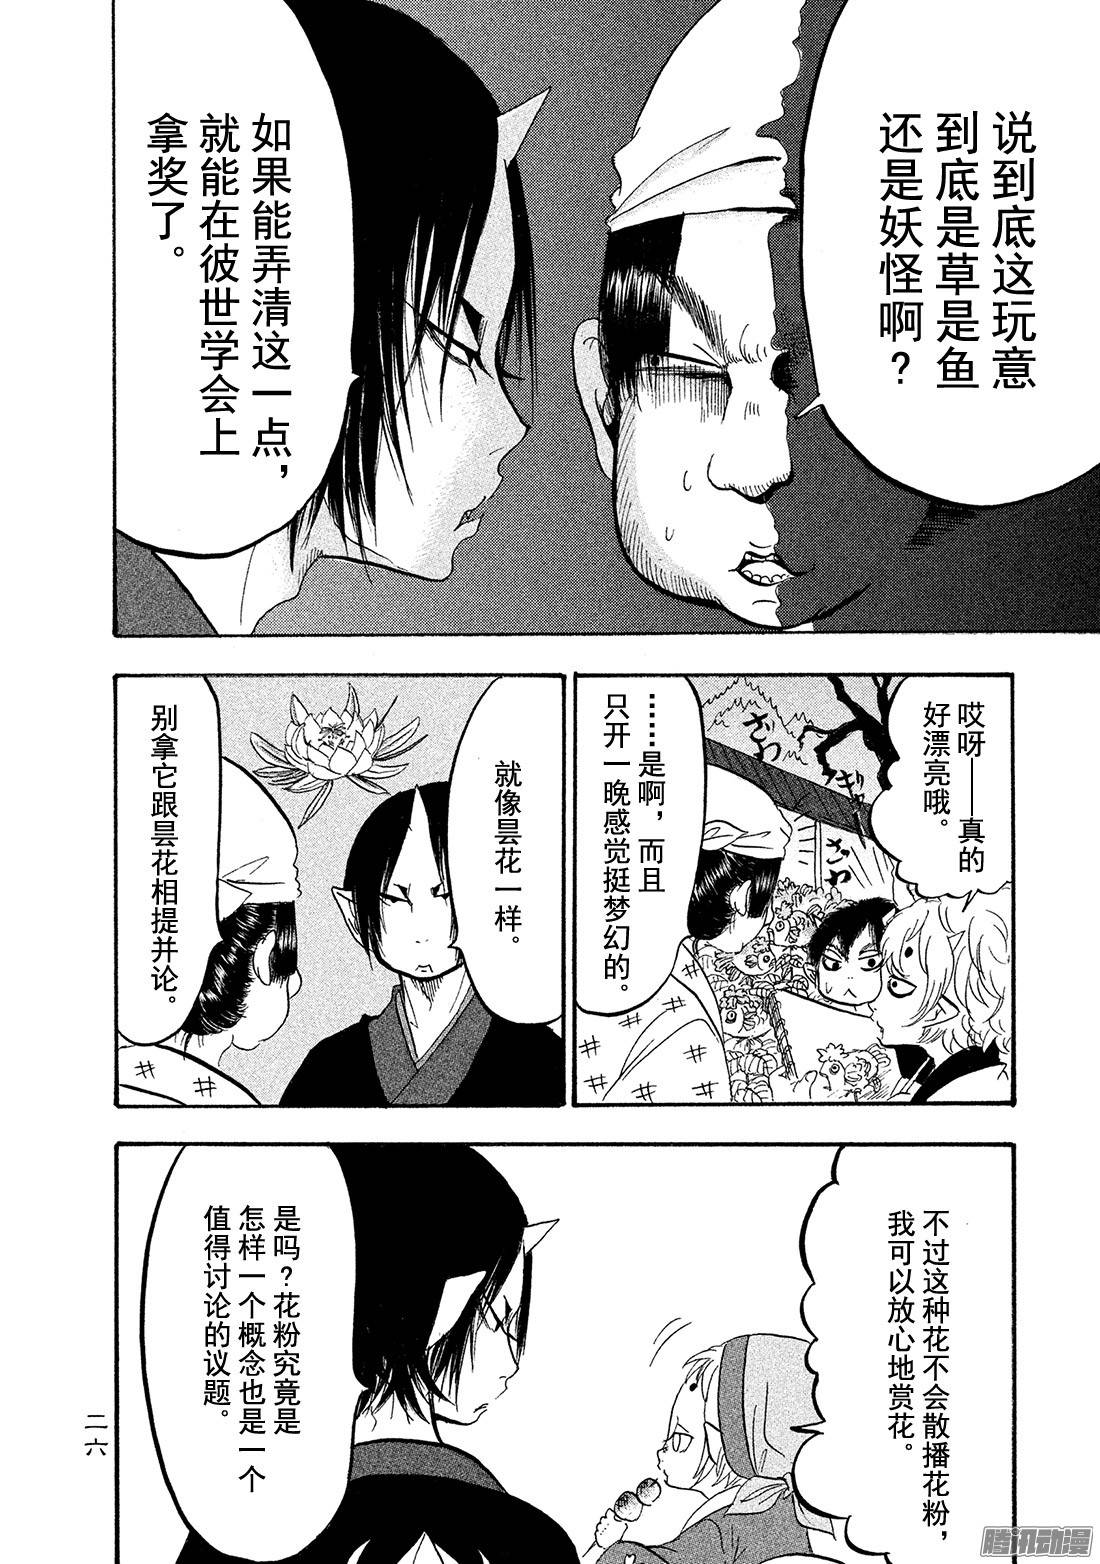 说到底这玩意
到底是草是鱼
还是妖怪啊？
如果能弄清这一点，
就能在彼世学会上
拿奖了。
哎呀——真的
好漂亮哦。
ざわ
ざわ
……是啊，而且
只开一晚感觉挺梦幻的。
就像昙花一样。
别拿它跟昙花相提并论。
不过这种花不会散播花粉，
我可以放心地赏花。
是吗？花粉究竟是
怎样一个概念也是一个
值得讨论的议题。
二六
腾讯动漫